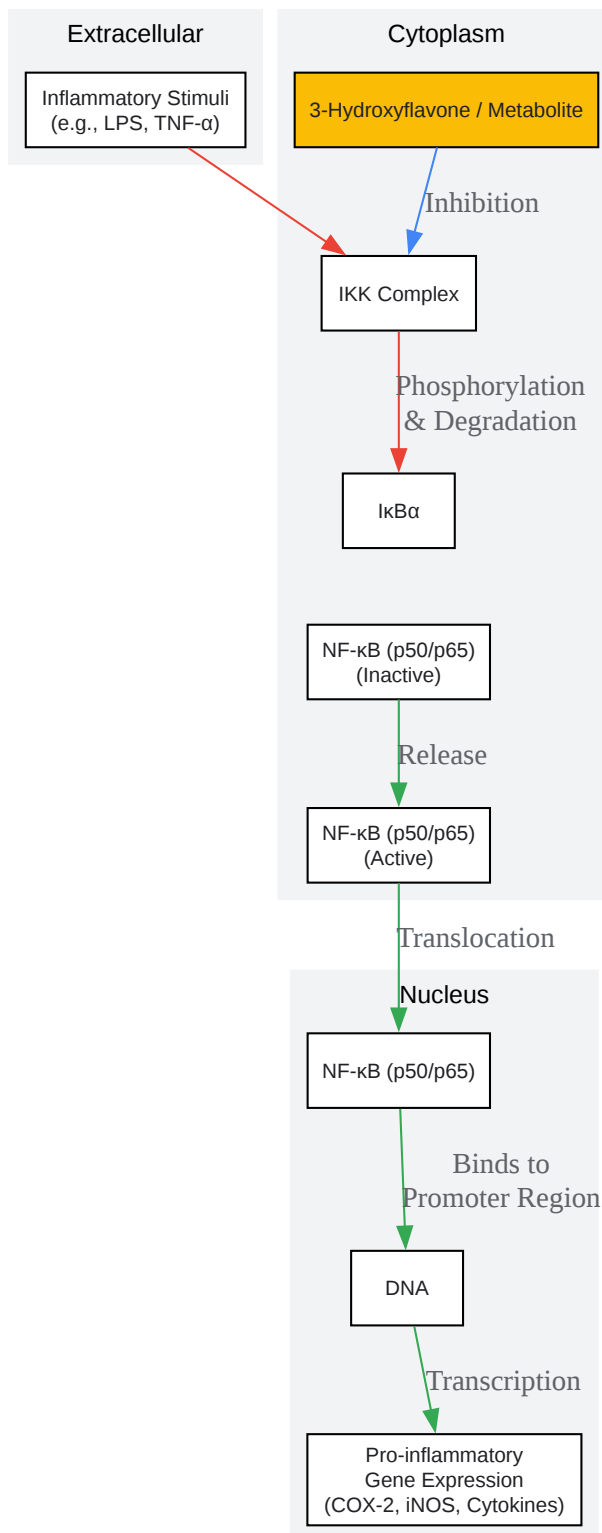 Extracellular
Cytoplasm
Inflammatory Stimuli
(e.g., LPS, TNF-α)
3-Hydroxyflavone / Metabolite
Inhibition
IKK Complex
Phosphorylation
& Degradation
IκBα
NF-κB (p50/p65)
(Inactive)
Release
NF-κB (p50/p65)
(Active)
Translocation
Nucleus
NF-κB (p50/p65)
Binds to
Promoter Region
DNA
Transcription
Pro-inflammatory
Gene Expression
(COX-2, iNOS, Cytokines)